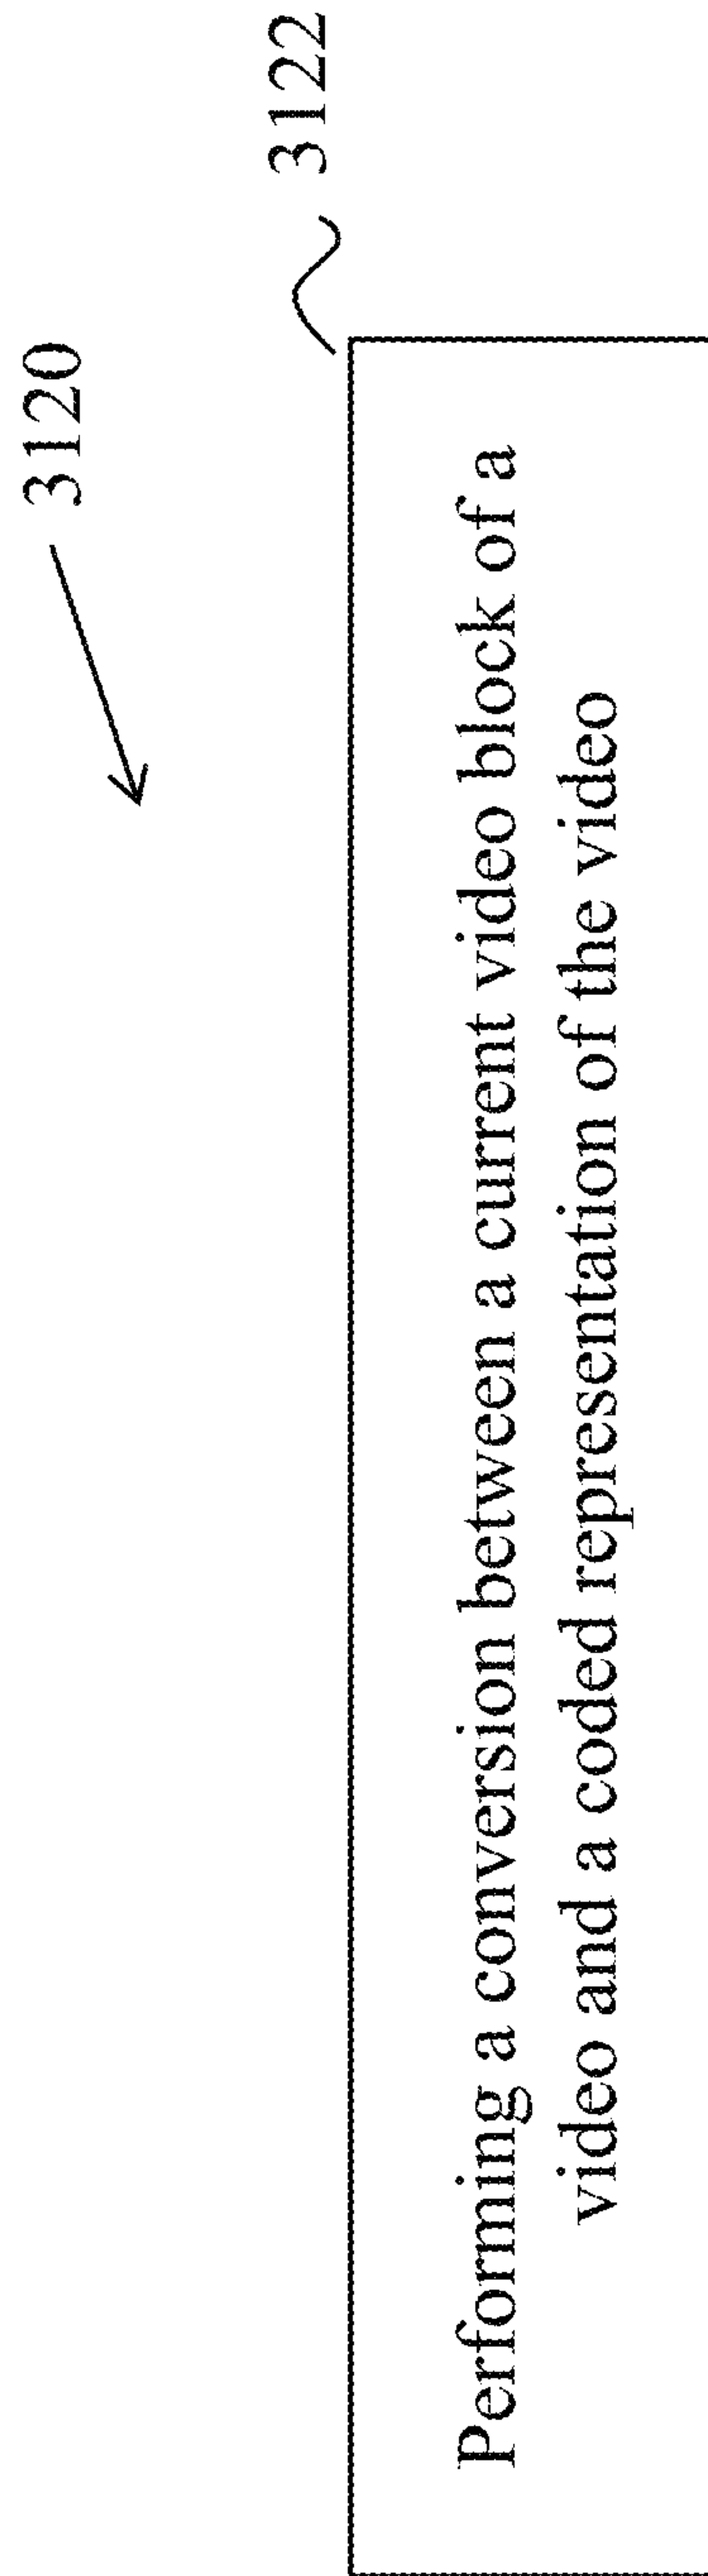 3120
3122
Performing a conversion between a current video block of a
video and a coded representation of the video